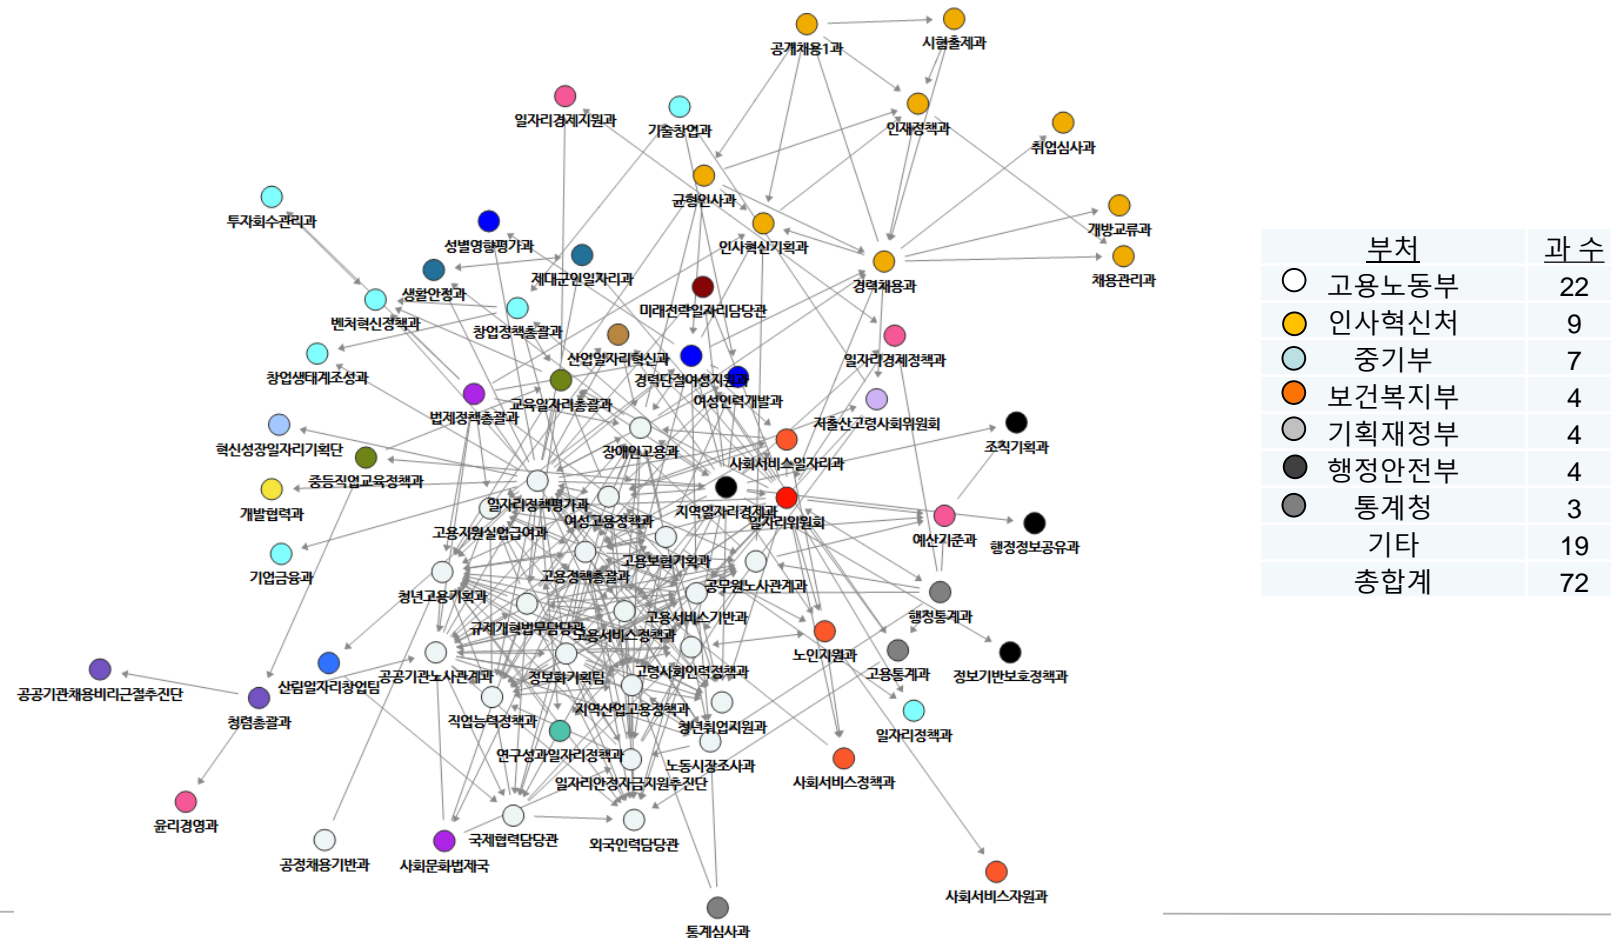 공개채용1과
시험출제과
일자리경제지원과
기술창업과
인재정책과
취업심사과
균형인사과
투자회수관리과
개방교류과
성별영향평가과
인사혁신기획과
제대군인일자리과
경력채용과
채용관리과
생활안정과
미래전략일자리담당관
벤처혁신정책과
창업정책총괄과
산업일자리혁신과
일자리경제정책과
창업생태계조성과
경력단절여성지원과
여성인력개발과
교육일자리총괄과
법제정책총괄과
저출산고령사회위원회
혁신성장일자리기획단
장애인고용과
조직기획과
사회서비스일자리과
중등직업교육정책과
개발협력과
일자리정책평가과
여성고용정책과
지역일자리경제과
일자리위원회
고용지원실업급여과
예산기준과
행정정보공유과
고용보험기획과
기업금융과
고용정책총괄과
공무원노사관계과
청년고용기획과
고용서비스기반과
행정통계과
규제개혁법무담당관
고용서비스정책과
노인지원과
공공기관노사관계과
정보화기획팀
고령사회인력정책과
고용통계과
정보기반보호정책과
공공기관채용비리근절추진단
산림일자리창업팀
청렴총괄과
직업능력정책과
지역산업고용정책과
청년취업지원과
일자리정책과
연구성과일자리정책과
노동시장조사과
일자리안정자금지원추진단
사회서비스정책과
윤리경영과
국제협력담당관
외국인력담당관
공정채용기반과
사회문화법제국
사회서비스자원과
통계심사과
부처 과 수
고용노동부 22
인사혁신처 9
중기부 7
보건복지부 4
기획재정부 4
행정안전부 4
통계청 3
기타 19
총합계 72